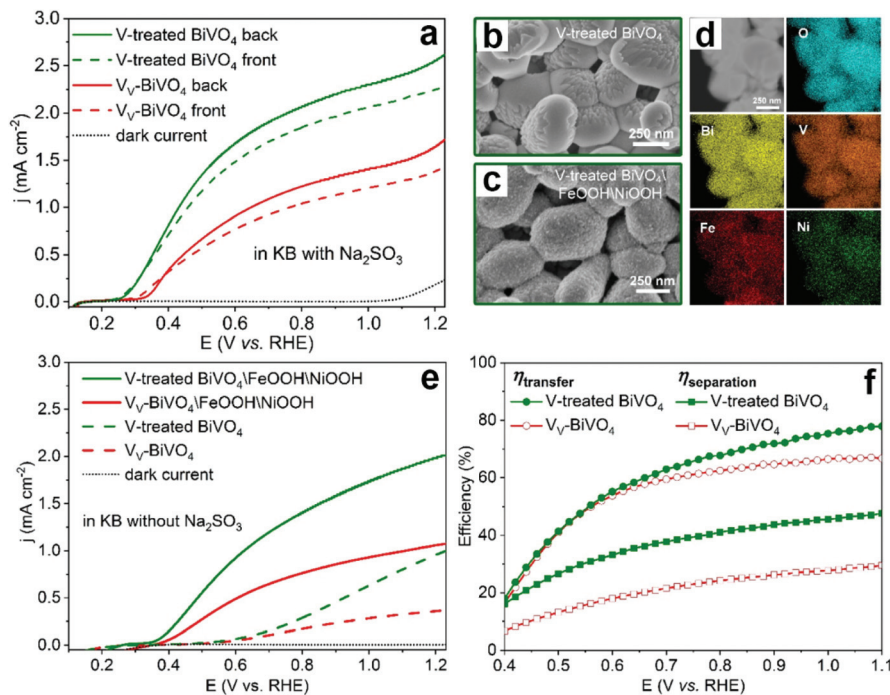 a
V-treated BiVO₄ back
V-treated BiVO₄ front
Vᵥ-BiVO₄ back
Vᵥ-BiVO₄ front
dark current
in KB with Na₂SO₃
j (mA cm⁻²)
3.0
2.5
2.0
1.5
1.0
0.5
0.0
0.2 0.4 0.6 0.8 1.0 1.2
E (V vs. RHE)
b
V-treated BiVO₄
250 nm
c
V-treated BiVO₄\
FeOOH\NiOOH
250 nm
d
250 nm
O
Bi
V
Fe
Ni
e
V-treated BiVO₄\FeOOH\NiOOH
Vᵥ-BiVO₄\FeOOH\NiOOH
V-treated BiVO₄
Vᵥ-BiVO₄
dark current
in KB without Na₂SO₃
j (mA cm⁻²)
3.0
2.5
2.0
1.5
1.0
0.5
0.0
0.2 0.4 0.6 0.8 1.0 1.2
E (V vs. RHE)
f
η transfer η separation
V-treated BiVO₄ V-treated BiVO₄
Vᵥ-BiVO₄ Vᵥ-BiVO₄
Efficiency (%)
100
80
60
40
20
0
0.4 0.5 0.6 0.7 0.8 0.9 1.0 1.1
E (V vs. RHE)